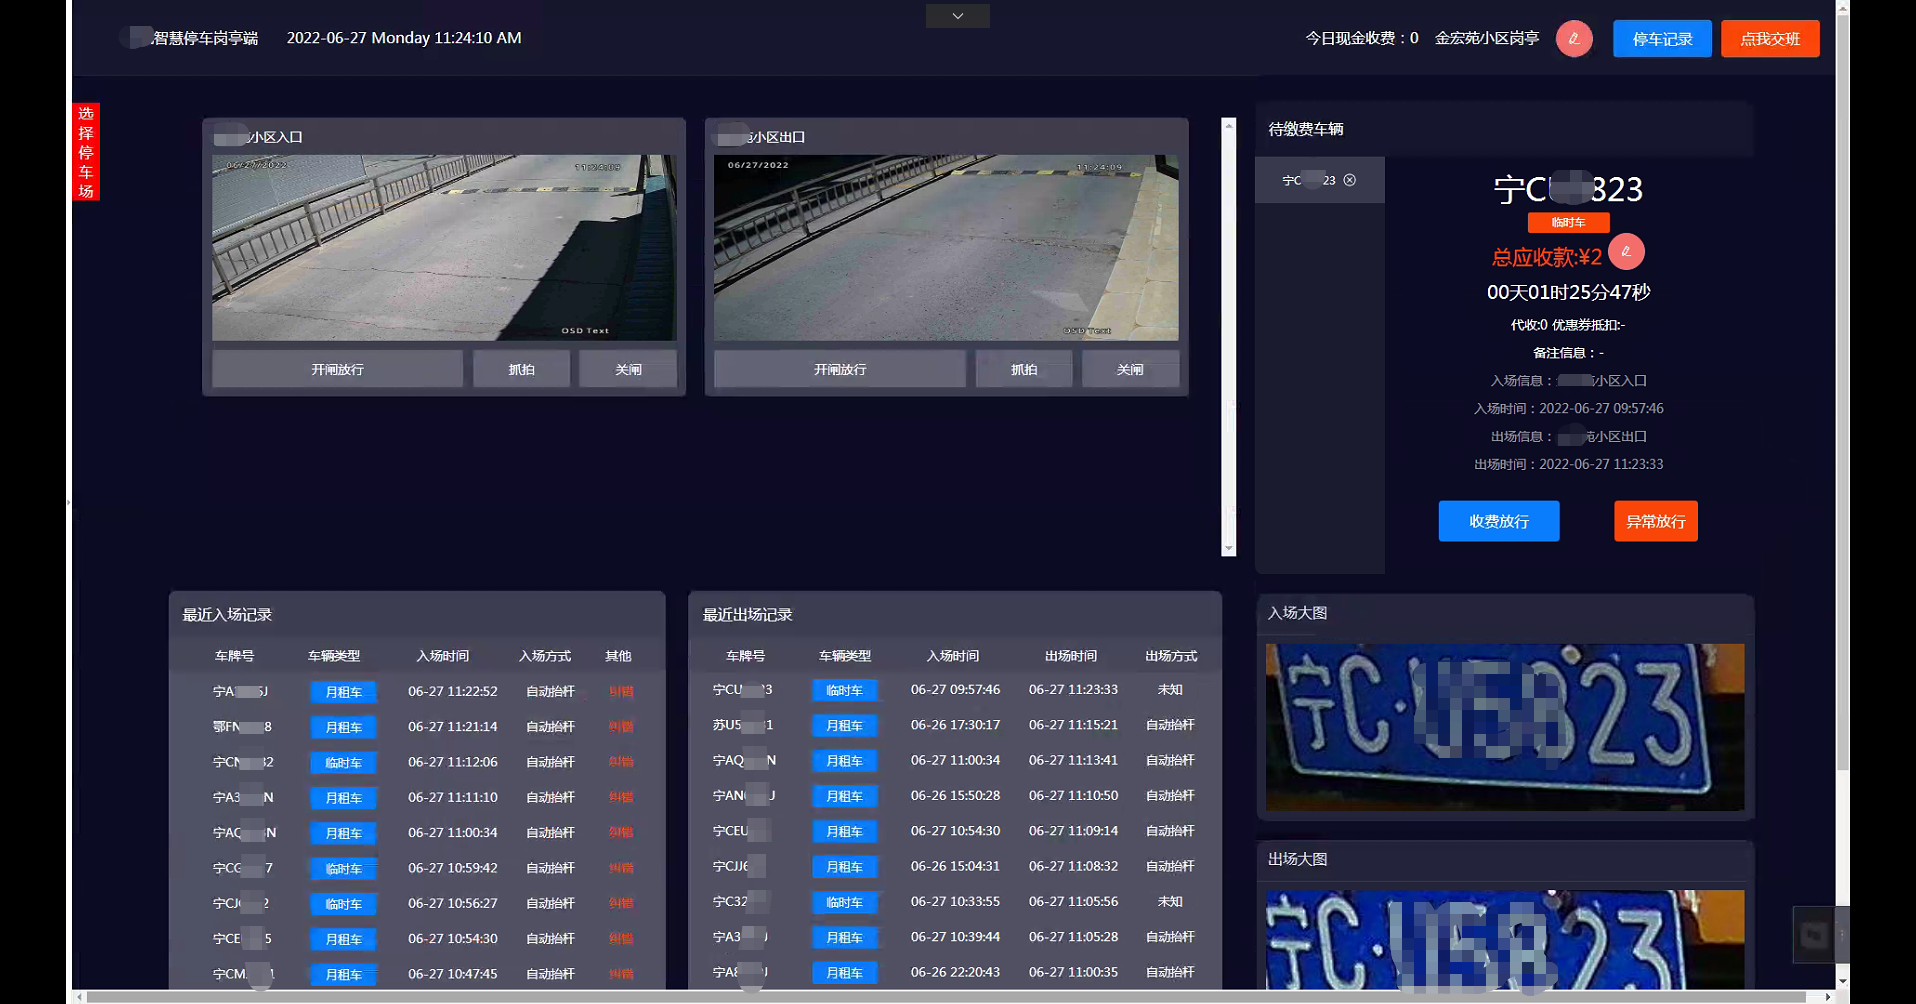 智慧停车岗亭端 2022-06-27 Monday 11:24:10 AM
今日现金收费：0 金宏苑小区岗亭 停车记录 点我交班
选择停车场
小区入口
06/27/2022 11:24:09
OSD Text
开闸放行 抓拍 关闸
小区出口
06/27/2022 11:24:09
OSD Text
开闸放行 抓拍 关闸
待缴费车辆
宁C 23
宁C 823
临时车
总应收款:¥2
00天01时25分47秒
代收:0 优惠券抵扣:-
备注信息：-
入场信息： 小区入口
入场时间：2022-06-27 09:57:46
出场信息： 苑小区出口
出场时间：2022-06-27 11:23:33
收费放行 异常放行
最近入场记录
车牌号 车辆类型 入场时间 入场方式 其他
宁A J 月租车 06-27 11:22:52 自动抬杆 纠错
鄂FN 8 月租车 06-27 11:21:14 自动抬杆 纠错
宁CN 32 临时车 06-27 11:12:06 自动抬杆 纠错
宁A3 N 月租车 06-27 11:11:10 自动抬杆 纠错
宁AQ N 月租车 06-27 11:00:34 自动抬杆 纠错
宁CG 7 临时车 06-27 10:59:42 自动抬杆 纠错
宁CJ 2 临时车 06-27 10:56:27 自动抬杆 纠错
宁CE 5 月租车 06-27 10:54:30 自动抬杆 纠错
宁CM 1 月租车 06-27 10:47:45 自动抬杆 纠错
最近出场记录
车牌号 车辆类型 入场时间 出场时间 出场方式
宁CU 3 临时车 06-27 09:57:46 06-27 11:23:33 未知
苏U5 1 月租车 06-26 17:30:17 06-27 11:15:21 自动抬杆
宁AQ N 月租车 06-27 11:00:34 06-27 11:13:41 自动抬杆
宁AN J 月租车 06-26 15:50:28 06-27 11:10:50 自动抬杆
宁CEU 月租车 06-27 10:54:30 06-27 11:09:14 自动抬杆
宁CJJ6 月租车 06-26 15:04:31 06-27 11:08:32 自动抬杆
宁C32 临时车 06-27 10:33:55 06-27 11:05:56 未知
宁A3 J 月租车 06-27 10:39:44 06-27 11:05:28 自动抬杆
宁A8 J 月租车 06-26 22:20:43 06-27 11:00:35 自动抬杆
入场大图
宁C· 23
出场大图
宁C 23